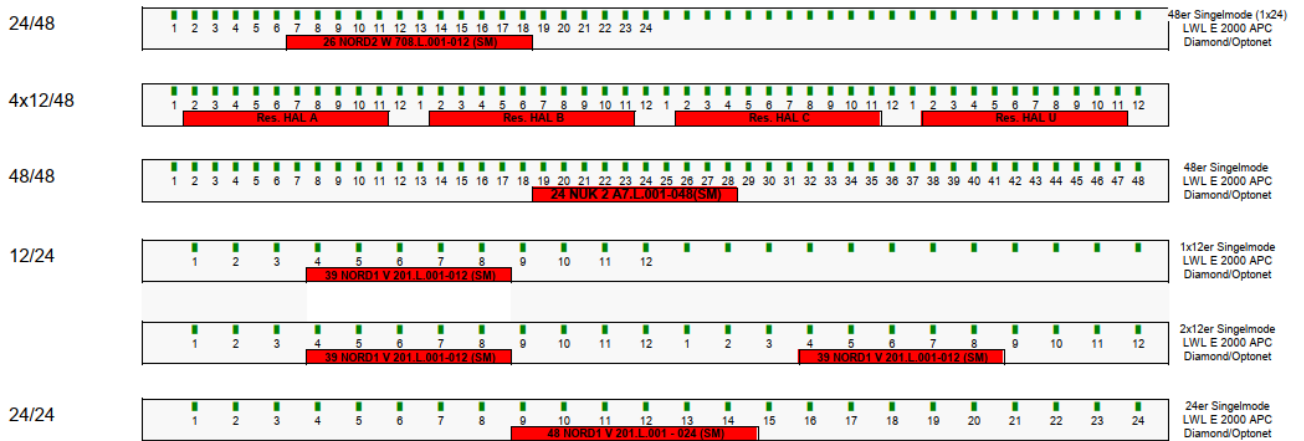 24/48
1 2 3 4 5 6 7 8 9 10 11 12 13 14 15 16 17 18 19 20 21 22 23 24
26 NORD2 W 708.L.001-012 (SM)
48er Singelmode (1x24)
LWL E 2000 APC
Diamond/Optonet
4x12/48
1 2 3 4 5 6 7 8 9 10 11 12 1 2 3 4 5 6 7 8 9 10 11 12 1 2 3 4 5 6 7 8 9 10 11 12 1 2 3 4 5 6 7 8 9 10 11 12
Res. HAL A Res. HAL B Res. HAL C Res. HAL U
48/48
1 2 3 4 5 6 7 8 9 10 11 12 13 14 15 16 17 18 19 20 21 22 23 24 25 26 27 28 29 30 31 32 33 34 35 36 37 38 39 40 41 42 43 44 45 46 47 48
24 NUK 2 A7.L.001-048(SM)
48er Singelmode
LWL E 2000 APC
Diamond/Optonet
12/24
1 2 3 4 5 6 7 8 9 10 11 12
39 NORD1 V 201.L.001-012 (SM)
1x12er Singelmode
LWL E 2000 APC
Diamond/Optonet
1 2 3 4 5 6 7 8 9 10 11 12 1 2 3 4 5 6 7 8 9 10 11 12
39 NORD1 V 201.L.001-012 (SM) 39 NORD1 V 201.L.001-012 (SM)
2x12er Singelmode
LWL E 2000 APC
Diamond/Optonet
24/24
1 2 3 4 5 6 7 8 9 10 11 12 13 14 15 16 17 18 19 20 21 22 23 24
48 NORD1 V 201.L.001 - 024 (SM)
24er Singelmode
LWL E 2000 APC
Diamond/Optonet